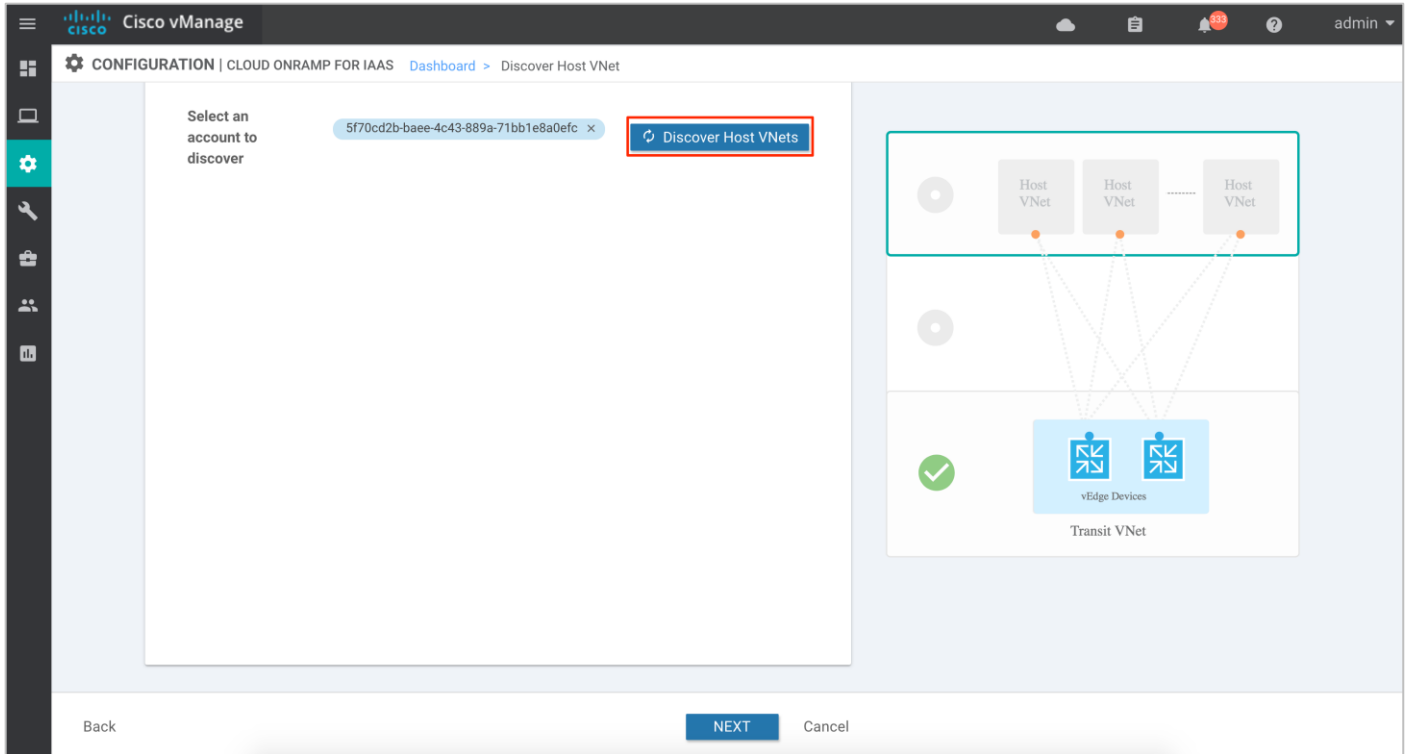 cisco Cisco vManage 333 admin
CONFIGURATION | CLOUD ONRAMP FOR IAAS Dashboard > Discover Host VNet
Select an
account to
discover
5f70cd2b-baee-4c43-889a-71bb1e8a0efc ×
Discover Host VNets
Host
VNet
Host
VNet
Host
VNet
vEdge Devices
Transit VNet
Back NEXT Cancel